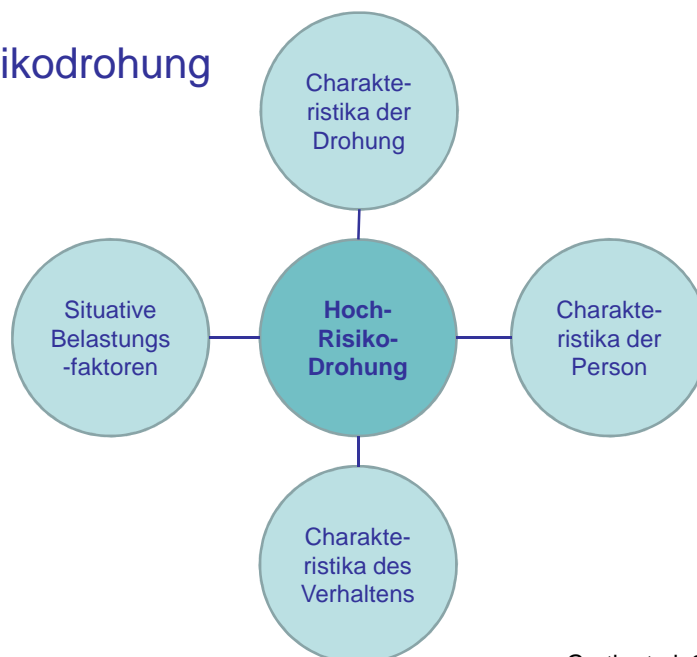 ikodrohung
Charakte-
ristika der
Drohung
Situative
Belastungs
-faktoren
Hoch-
Risiko-
Drohung
Charakte-
ristika der
Person
Charakte-
ristika des
Verhaltens